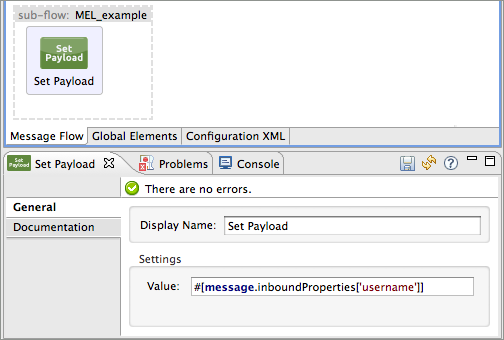 sub-flow: MEL_example
Set
Payload
Set Payload
Message Flow Global Elements Configuration XML
Set Payload Set Payload Problems Console
There are no errors.
General
Documentation
Display Name: Set Payload
Settings
Value: #[message.inboundProperties['username']]